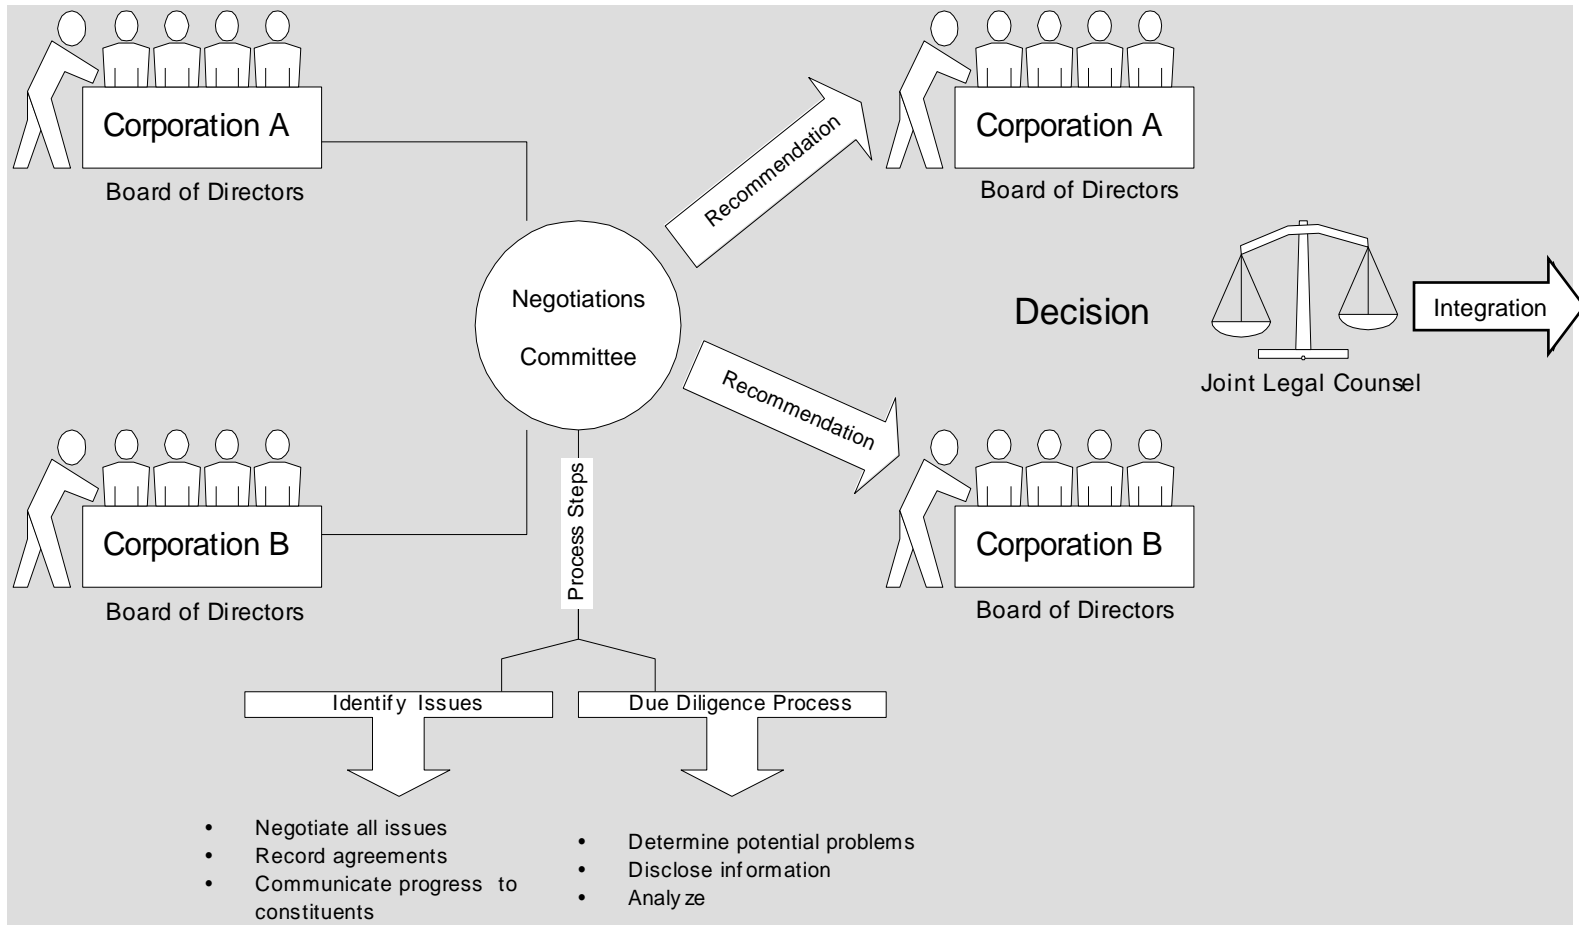 Corporation A
Board of Directors
Corporation B
Board of Directors
Negotiations
Committee
Recommendation
Recommendation
Corporation A
Board of Directors
Decision
Joint Legal Counsel
Integration
Corporation B
Board of Directors
Process Steps
Identify Issues
• Negotiate all issues
• Record agreements
• Communicate progress to
constituents
Due Diligence Process
• Determine potential problems
• Disclose information
• Analyze